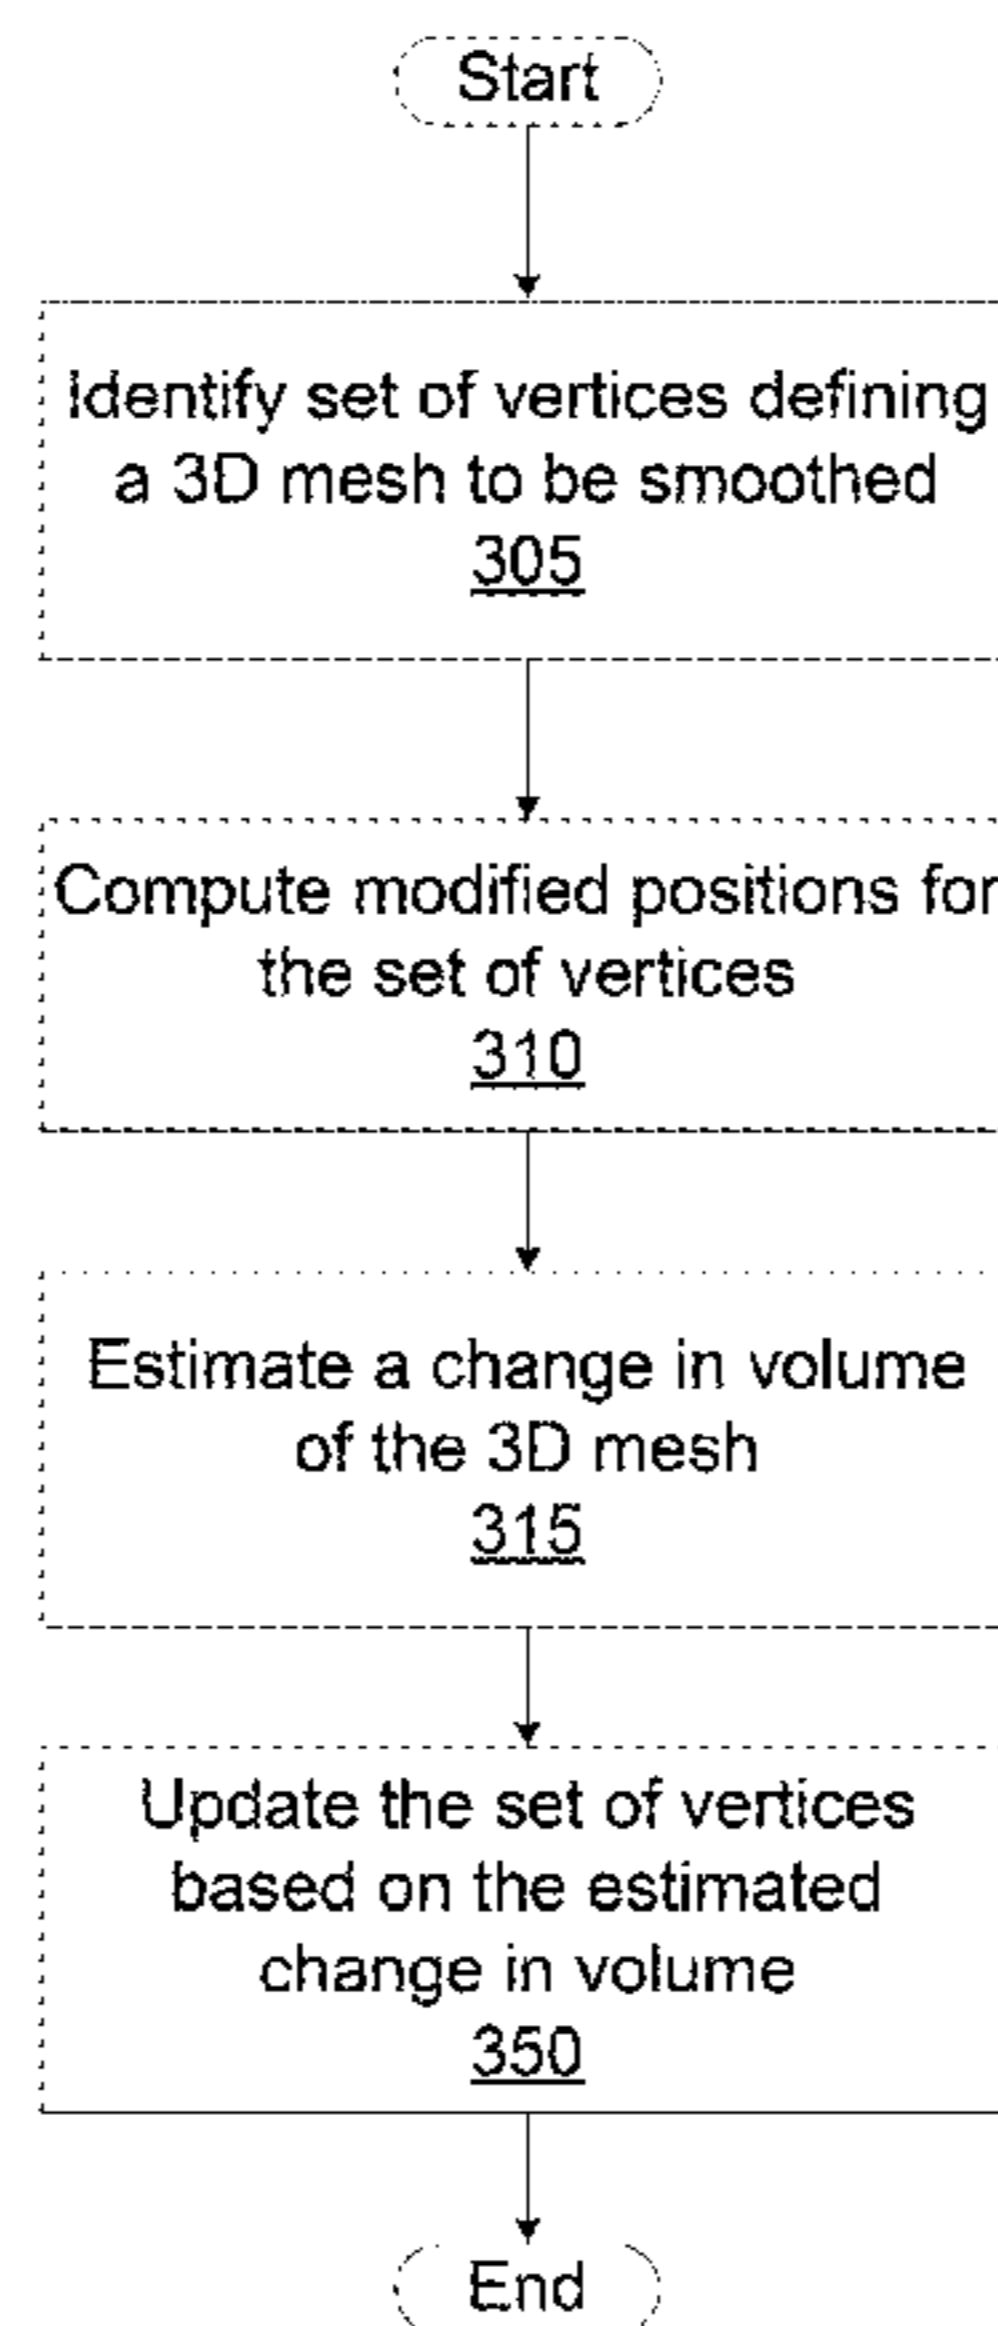 Start
Identify set of vertices defining
a 3D mesh to be smoothed
305
Compute modified positions for
the set of vertices
310
Estimate a change in volume
of the 3D mesh
315
Update the set of vertices
based on the estimated
change in volume
350
End